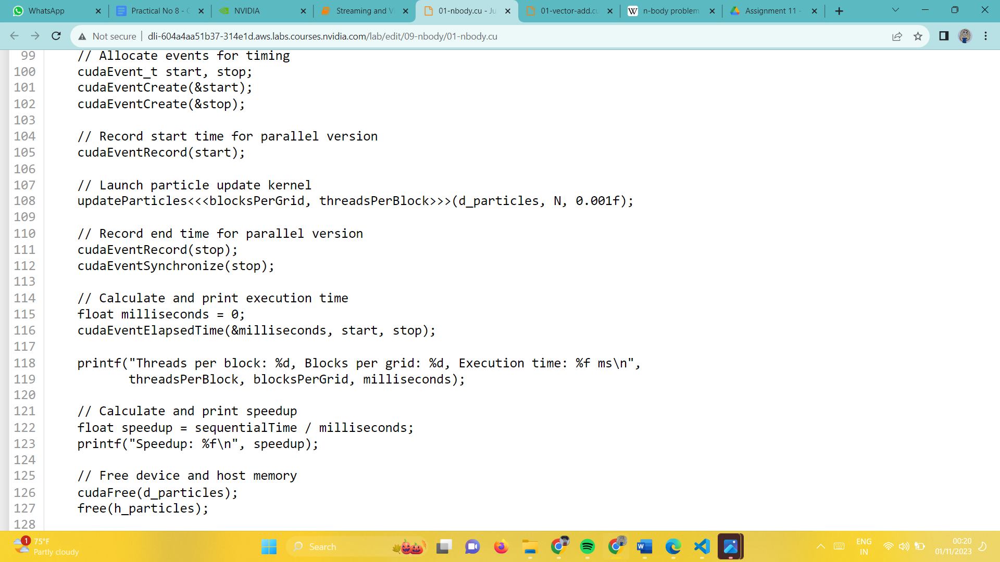 WhatsApp
Practical No 8 - G
NVIDIA
Streaming and Vi
01-nbody.cu - Ju
01-vector-add.cu
W n-body problem
Assignment 11 -
Not secure | dli-604a4aa51b37-314e1d.aws.labs.courses.nvidia.com/lab/edit/09-nbody/01-nbody.cu
99 // Allocate events for timing
100 cudaEvent_t start, stop;
101 cudaEventCreate(&start);
102 cudaEventCreate(&stop);
103
104 // Record start time for parallel version
105 cudaEventRecord(start);
106
107 // Launch particle update kernel
108 updateParticles<<<blocksPerGrid, threadsPerBlock>>>(d_particles, N, 0.001f);
109
110 // Record end time for parallel version
111 cudaEventRecord(stop);
112 cudaEventSynchronize(stop);
113
114 // Calculate and print execution time
115 float milliseconds = 0;
116 cudaEventElapsedTime(&milliseconds, start, stop);
117
118 printf("Threads per block: %d, Blocks per grid: %d, Execution time: %f ms\n",
119 threadsPerBlock, blocksPerGrid, milliseconds);
120
121 // Calculate and print speedup
122 float speedup = sequentialTime / milliseconds;
123 printf("Speedup: %f\n", speedup);
124
125 // Free device and host memory
126 cudaFree(d_particles);
127 free(h_particles);
128
1
75°F
Partly cloudy
Search
W
ENG
IN
00:20
01/11/2023